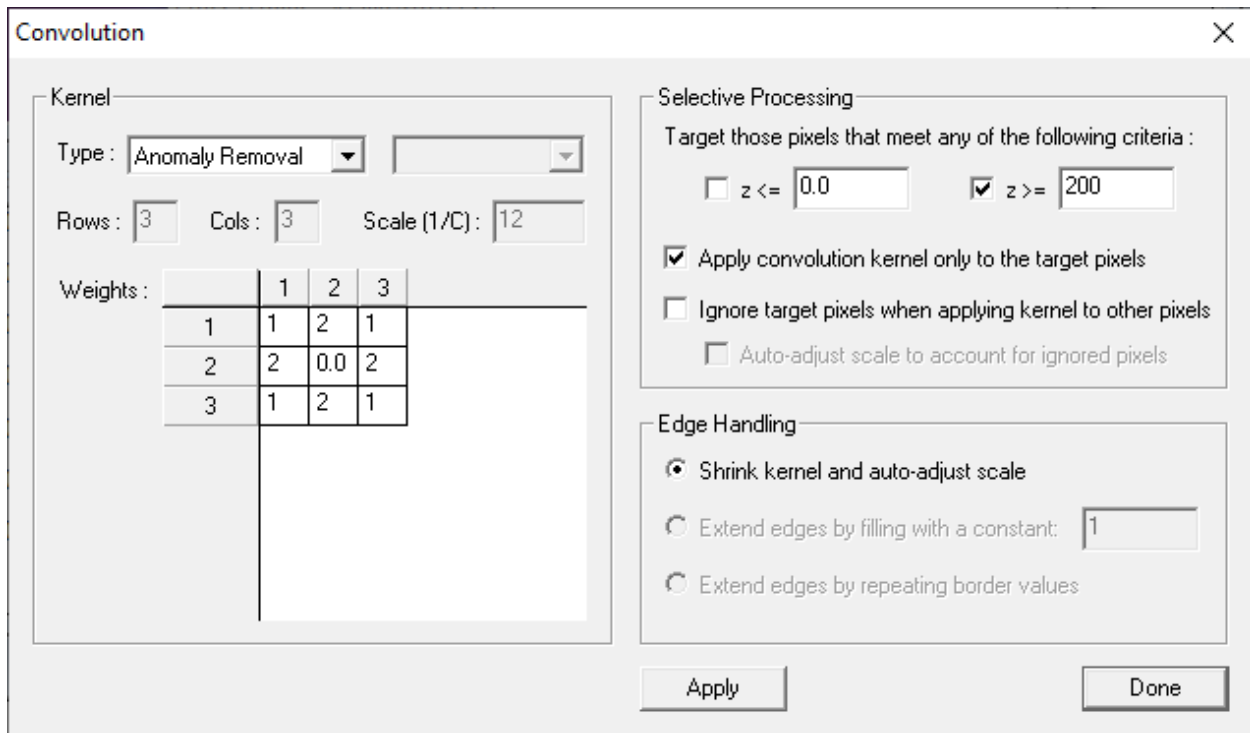 Convolution
Kernel
Type : Anomaly Removal
Rows : 3 Cols : 3 Scale (1/C) : 12
Weights : 1 2 3
1 1 2 1
2 2 0.0 2
3 1 2 1
Selective Processing
Target those pixels that meet any of the following criteria :
z <= 0.0 z >= 200
Apply convolution kernel only to the target pixels
Ignore target pixels when applying kernel to other pixels
Auto-adjust scale to account for ignored pixels
Edge Handling
Shrink kernel and auto-adjust scale
Extend edges by filling with a constant: 1
Extend edges by repeating border values
Apply Done